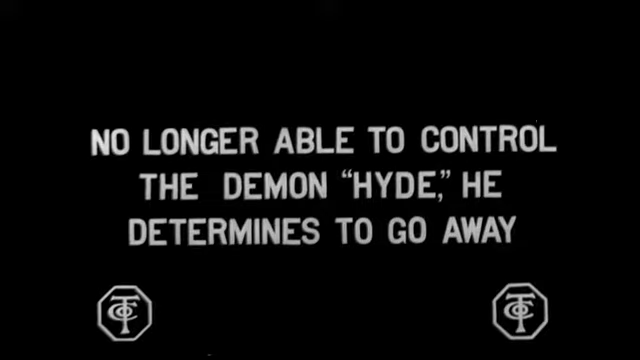 NO LONGER ABLE TO CONTROL
THE DEMON “HYDE,” HE
DETERMINES TO GO AWAY